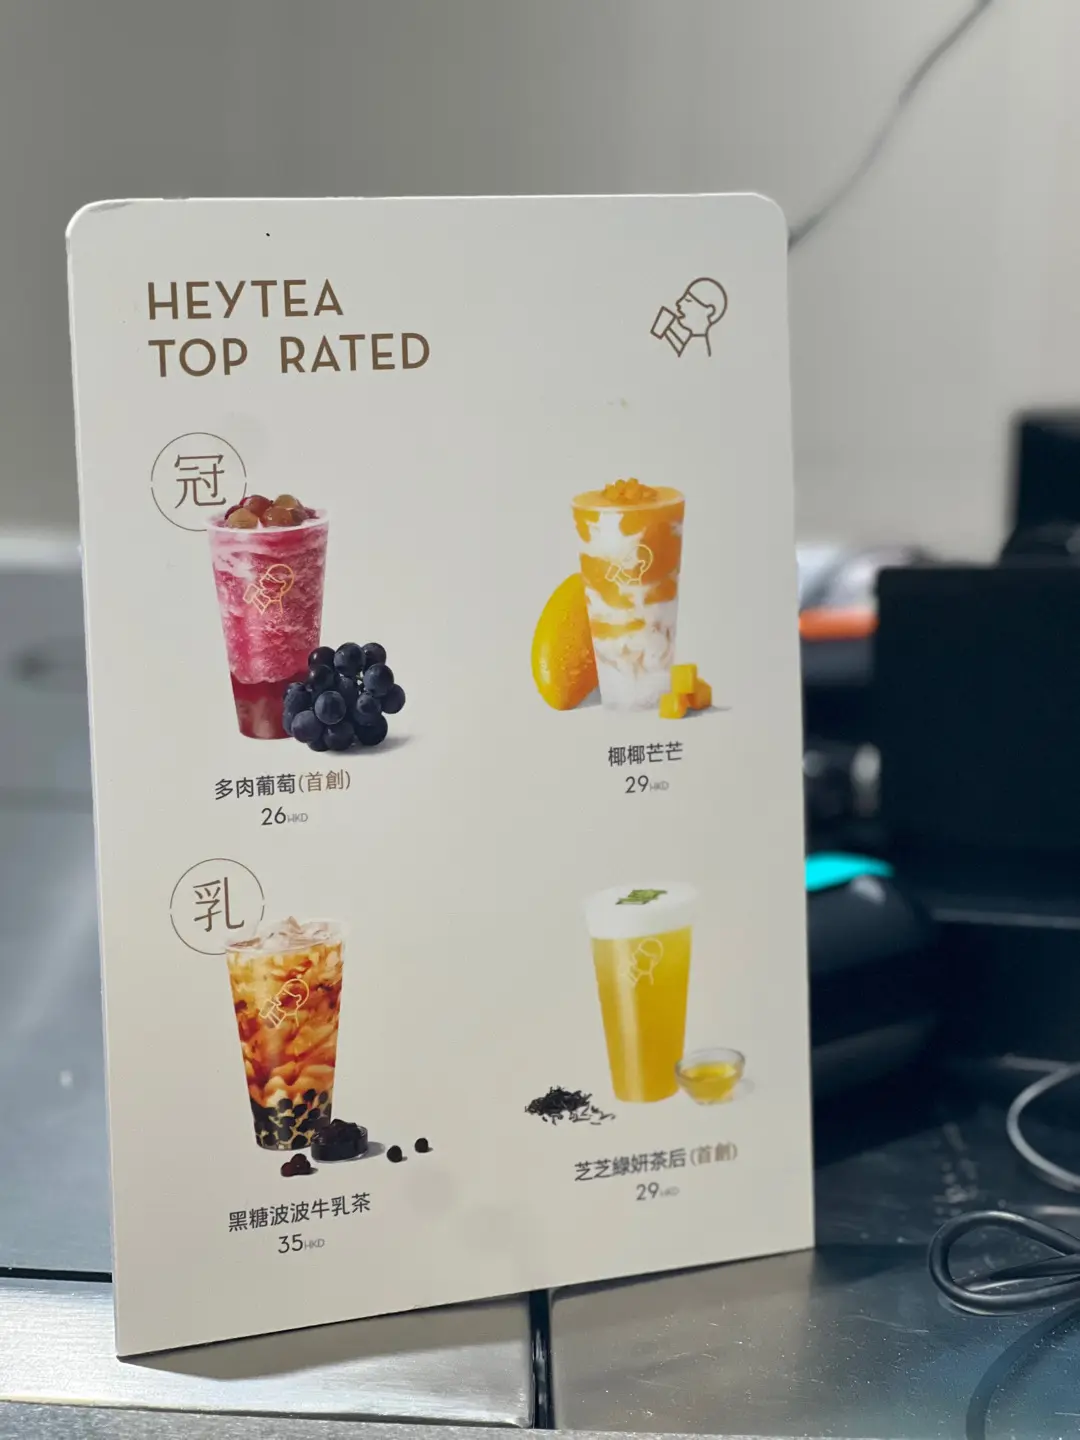 HEYTEA
TOP RATED
冠
多肉葡萄(首創)
26HKD
椰椰芒芒
29HKD
乳
黑糖波波牛乳茶
35HKD
芝芝綠妍茶后(首創)
29HKD